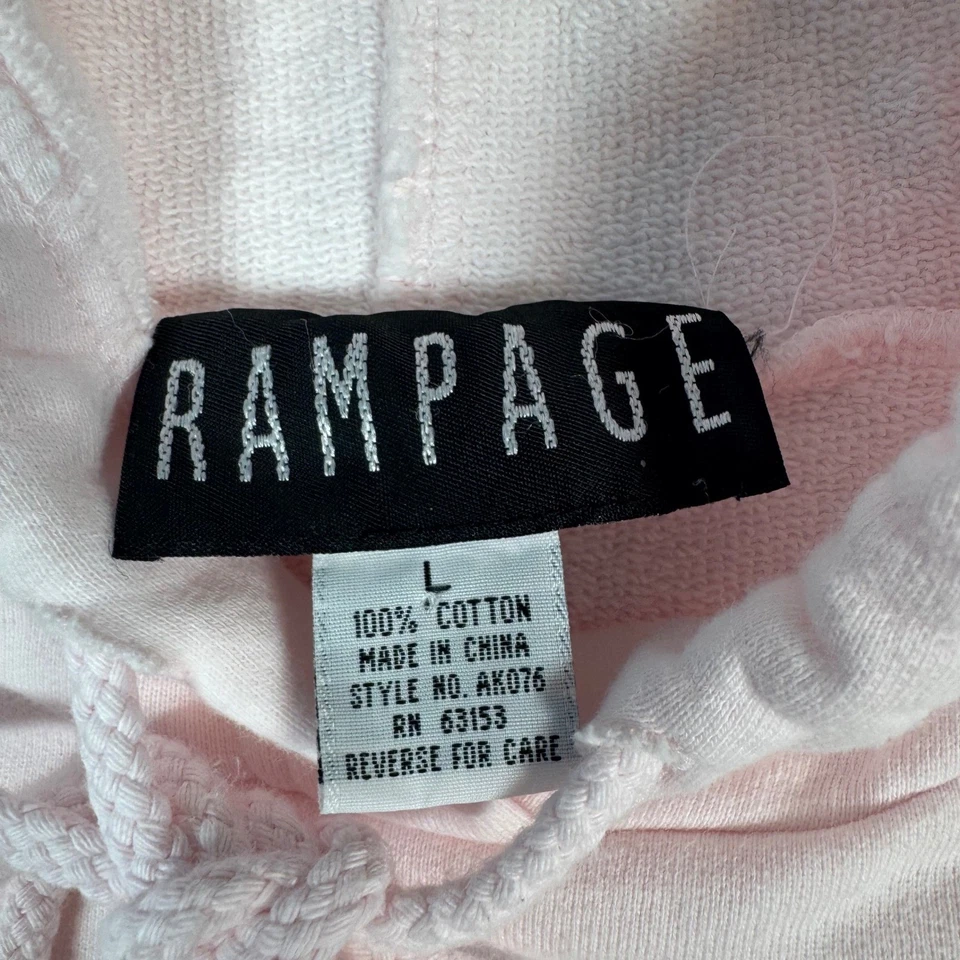 RAMPAGE
L
100% COTTON
MADE IN CHINA
STYLE NO. AK076
RN 63153
REVERSE FOR CARE